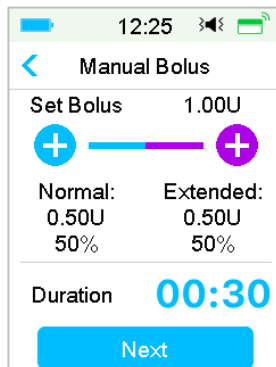 12:25
Manual Bolus
Set Bolus 1.00U
Normal: Extended:
0.50U 0.50U
50% 50%
Duration 00:30
Next